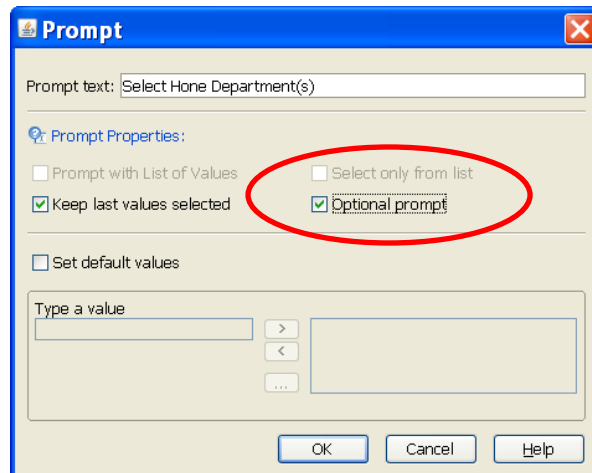 Prompt
Prompt text: Select Hone Department(s)
Prompt Properties:
Prompt with List of Values Select only from list
Keep last values selected Optional prompt
Set default values
Type a value
>
<
...
OK Cancel Help